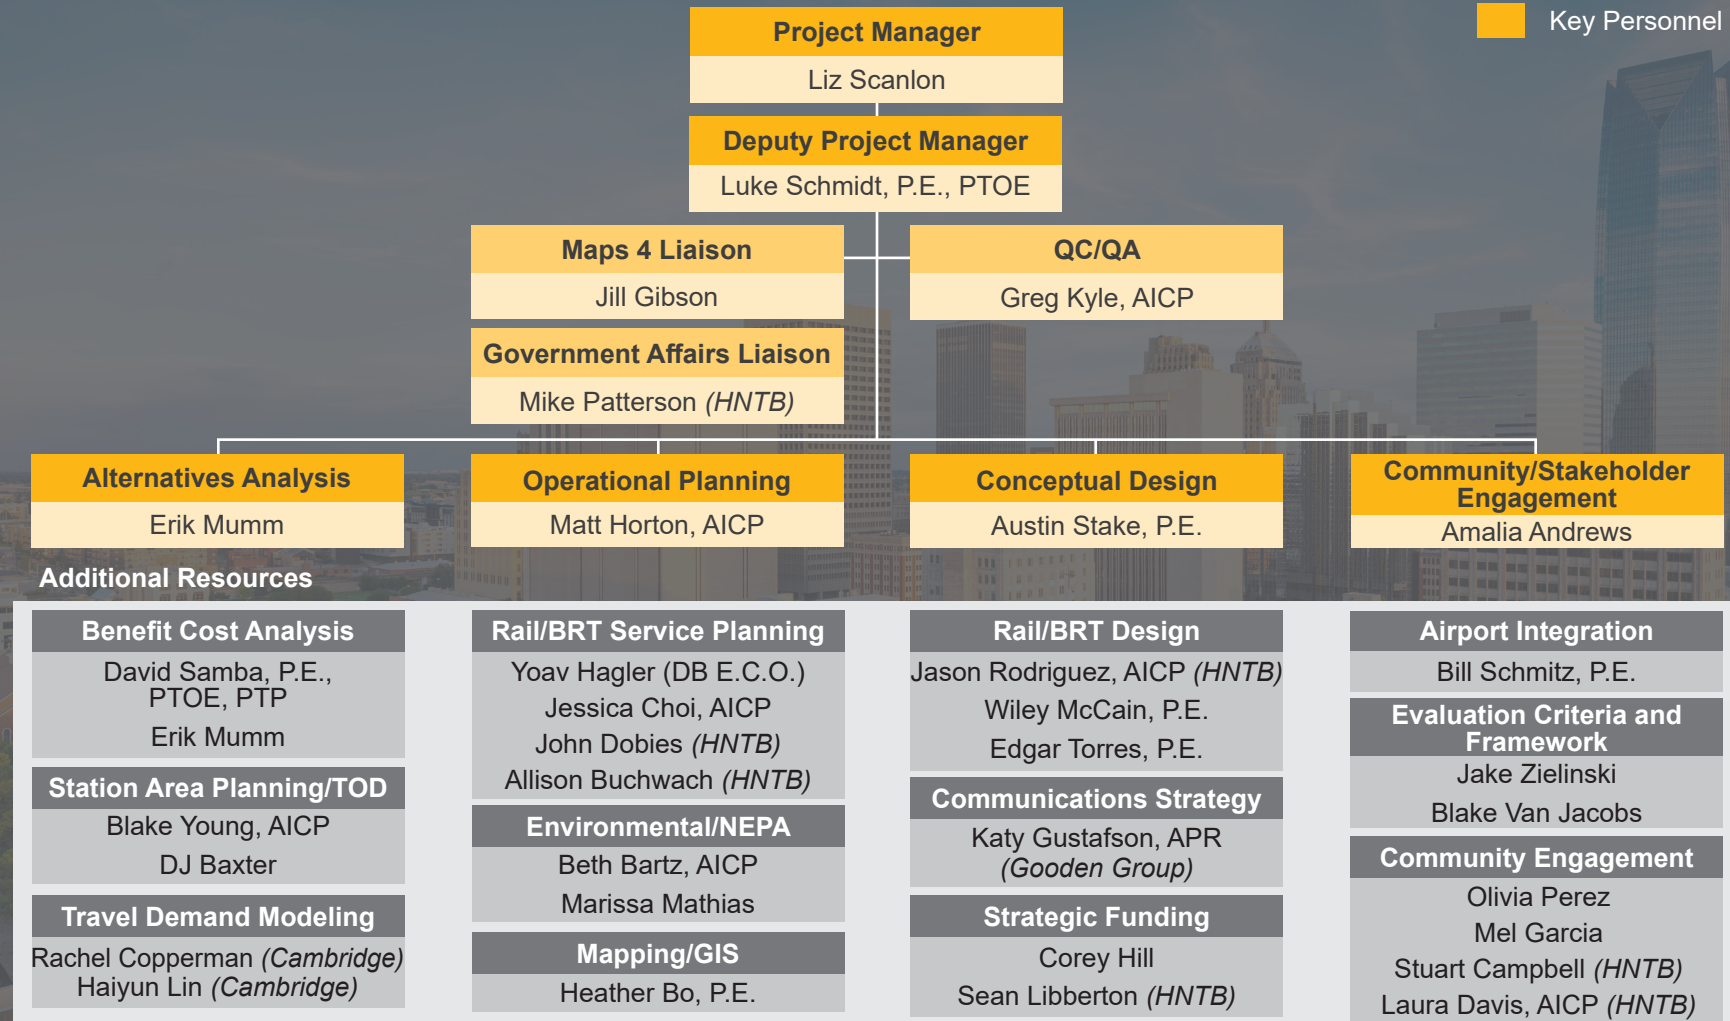 Key Personnel
Project Manager
Liz Scanlon
Deputy Project Manager
Luke Schmidt, P.E., PTOE
Maps 4 Liaison
Jill Gibson
QC/QA
Greg Kyle, AICP
Government Affairs Liaison
Mike Patterson (HNTB)
Alternatives Analysis
Erik Mumm
Operational Planning
Matt Horton, AICP
Conceptual Design
Austin Stake, P.E.
Community/Stakeholder
Engagement
Amalia Andrews
Additional Resources
Benefit Cost Analysis
David Samba, P.E.,
PTOE, PTP
Erik Mumm
Station Area Planning/TOD
Blake Young, AICP
DJ Baxter
Travel Demand Modeling
Rachel Copperman (Cambridge)
Haiyun Lin (Cambridge)
Rail/BRT Service Planning
Yoav Hagler (DB E.C.O.)
Jessica Choi, AICP
John Dobies (HNTB)
Allison Buchwach (HNTB)
Environmental/NEPA
Beth Bartz, AICP
Marissa Mathias
Mapping/GIS
Heather Bo, P.E.
Rail/BRT Design
Jason Rodriguez, AICP (HNTB)
Wiley McCain, P.E.
Edgar Torres, P.E.
Communications Strategy
Katy Gustafson, APR
(Gooden Group)
Strategic Funding
Corey Hill
Sean Libberton (HNTB)
Airport Integration
Bill Schmitz, P.E.
Evaluation Criteria and
Framework
Jake Zielinski
Blake Van Jacobs
Community Engagement
Olivia Perez
Mel Garcia
Stuart Campbell (HNTB)
Laura Davis, AICP (HNTB)